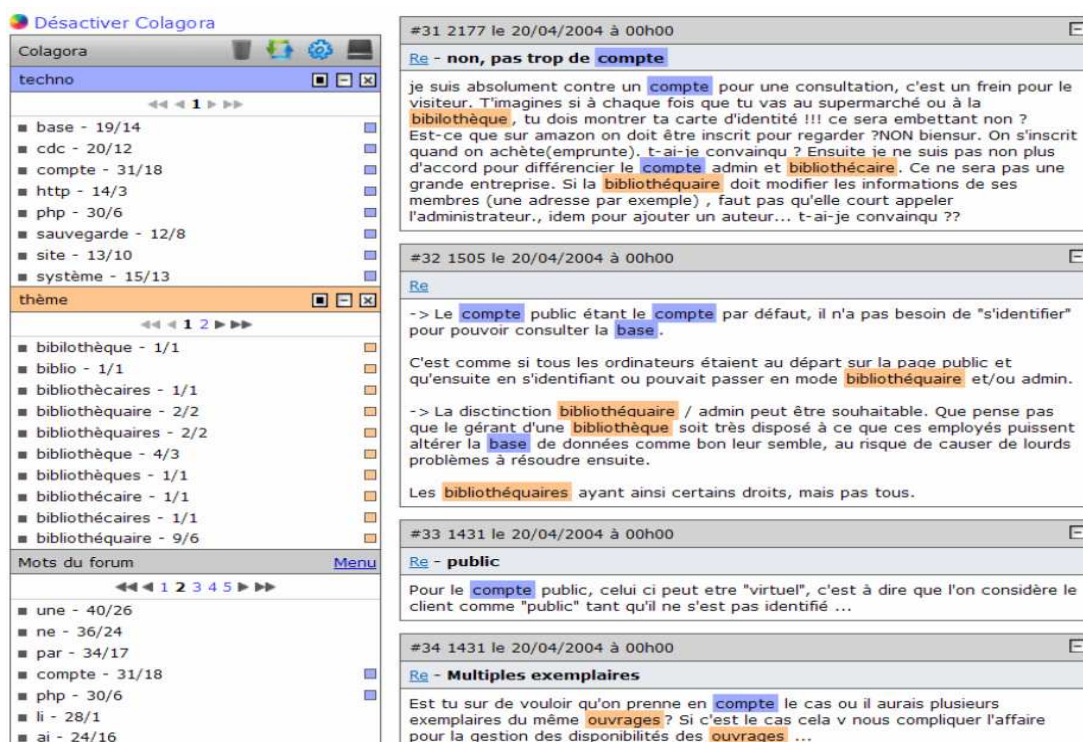 Désactiver Colagora
Colagora
techno
1
base - 19/14
cdc - 20/12
compte - 31/18
http - 14/3
php - 30/6
sauvegarde - 12/8
site - 13/10
système - 15/13
thème
1 2
bibilothèque - 1/1
biblio - 1/1
bibliothècaires - 1/1
bibliothèquaire - 2/2
bibliothèquaires - 2/2
bibliothèque - 4/3
bibliothèques - 1/1
bibliothécaire - 1/1
bibliothécaires - 1/1
bibliothéquaire - 9/6
Mots du forum Menu
1 2 3 4 5
une - 40/26
ne - 36/24
par - 34/17
compte - 31/18
php - 30/6
li - 28/1
ai - 24/16
#31 2177 le 20/04/2004 à 00h00
Re - non, pas trop de compte
je suis absolument contre un compte pour une consultation, c'est un frein pour le
visiteur. T'imagines si à chaque fois que tu vas au supermarché ou à la
bibilothèque , tu dois montrer ta carte d'identité !!! ce sera embettant non ?
Est-ce que sur amazon on doit être inscrit pour regarder ?NON biensur. On s'inscrit
quand on achète(emprunte). t-ai-je convainqu ? Ensuite je ne suis pas non plus
d'accord pour différencier le compte admin et bibliothécaire. Ce ne sera pas une
grande entreprise. Si la bibliothéquaire doit modifier les informations de ses
membres (une adresse par exemple) , faut pas qu'elle court appeler
l'administrateur., idem pour ajouter un auteur... t-ai-je convainqu ??
#32 1505 le 20/04/2004 à 00h00
Re
-> Le compte public étant le compte par défaut, il n'a pas besoin de "s'identifier"
pour pouvoir consulter la base .
C'est comme si tous les ordinateurs étaient au départ sur la page public et
qu'ensuite en s'identifiant ou pouvait passer en mode bibliothéquaire et/ou admin.
-> La disctinction bibliothéquaire / admin peut être souhaitable. Que pense pas
que le gérant d'une bibliothèque soit très disposé à ce que ces employés puissent
altérer la base de données comme bon leur semble, au risque de causer de lourds
problèmes à résoudre ensuite.
Les bibliothéquaires ayant ainsi certains droits, mais pas tous.
#33 1431 le 20/04/2004 à 00h00
Re - public
Pour le compte public, celui ci peut etre "virtuel", c'est à dire que l'on considère le
client comme "public" tant qu'il ne s'est pas identifié ...
#34 1431 le 20/04/2004 à 00h00
Re - Multiples exemplaires
Est tu sur de vouloir qu'on prenne en compte le cas ou il aurais plusieurs
exemplaires du même ouvrages ? Si c'est le cas cela v nous compliquer l'affaire
pour la gestion des disponibilités des ouvrages ...